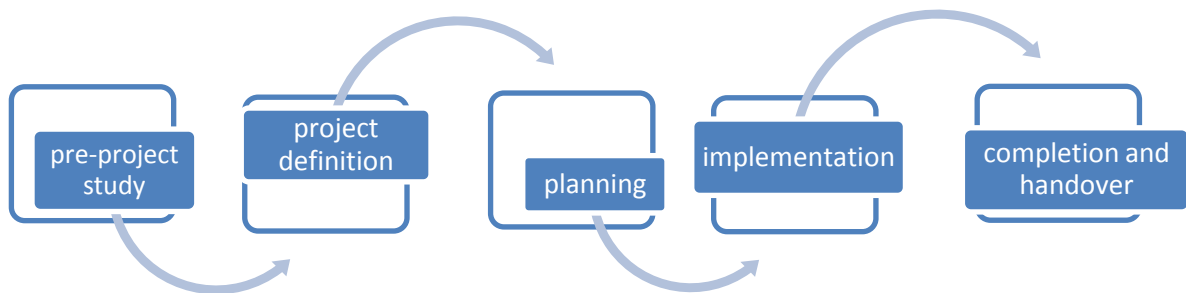 pre-project
study
project
definition
planning
implementation
completion and
handover